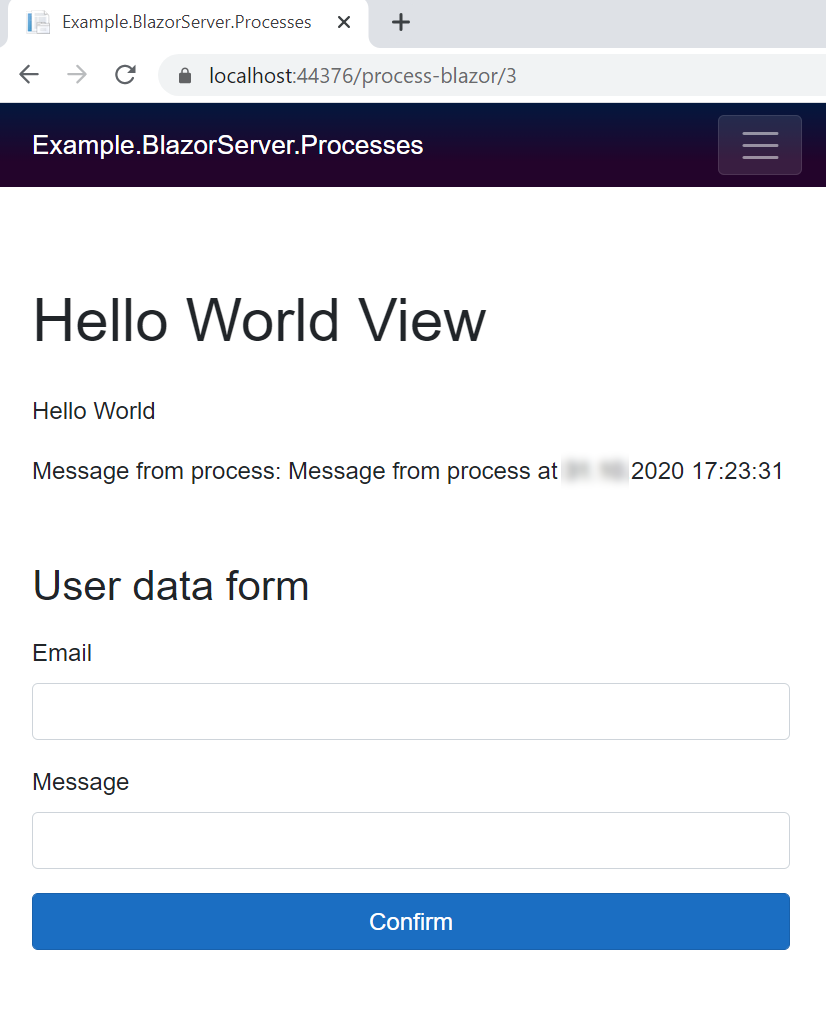 Example.BlazorServer.Processes
localhost:44376/process-blazor/3
Example.BlazorServer.Processes
Hello World View
Hello World
Message from process: Message from process at 2020 17:23:31
User data form
Email
Message
Confirm